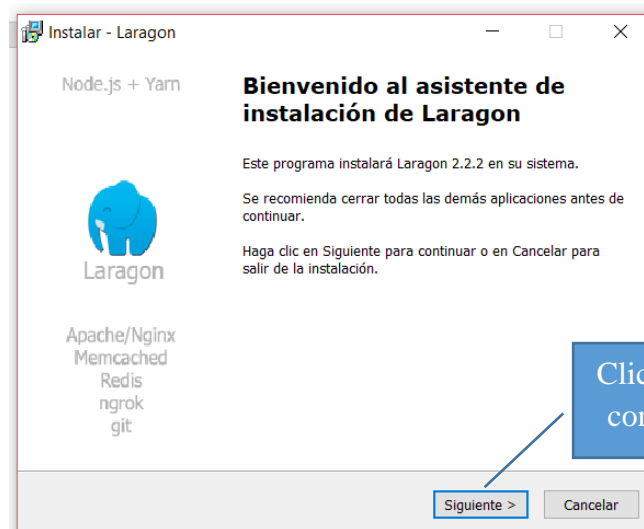 Instalar - Laragon
Node.js + Yarn
Bienvenido al asistente de
instalación de Laragon
Este programa instalará Laragon 2.2.2 en su sistema.
Se recomienda cerrar todas las demás aplicaciones antes de
continuar.
Haga clic en Siguiente para continuar o en Cancelar para
salir de la instalación.
Laragon
Apache/Nginx
Memcached
Redis
ngrok
git
Siguiente >
Cancelar